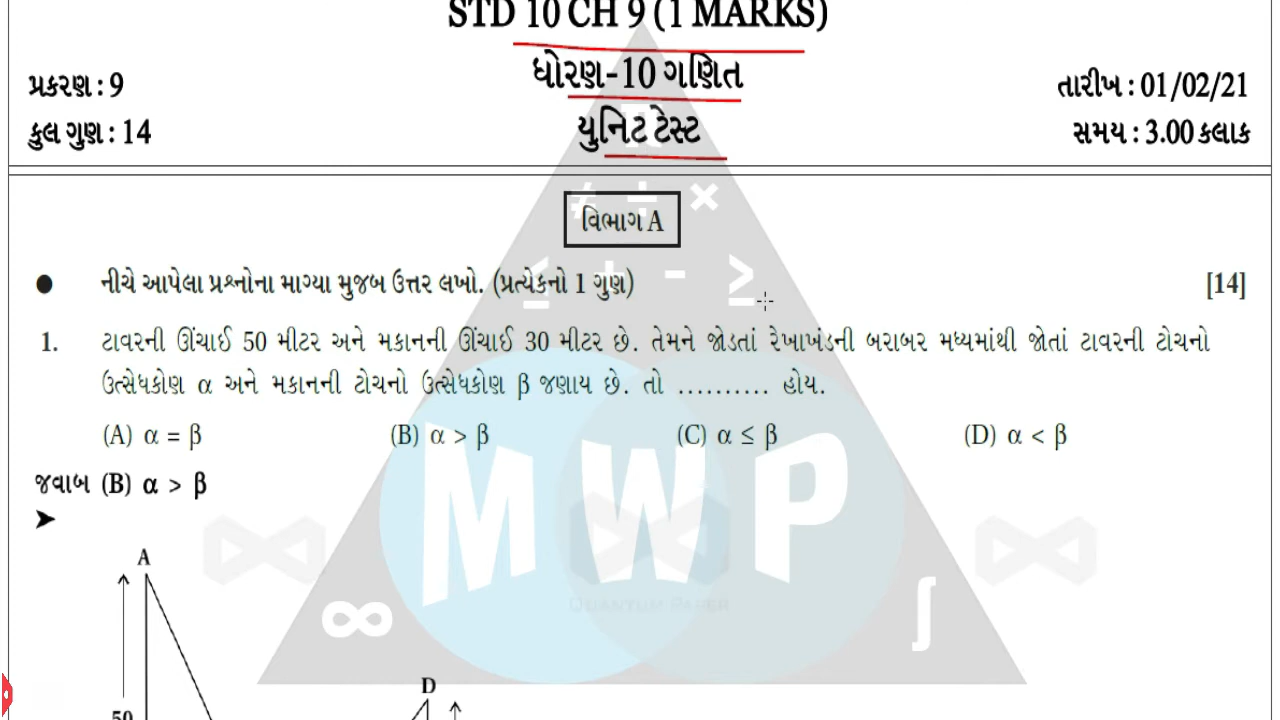 STD 10 CH 9 (1 MARKS)
ધોરણ-10 ગણિત
પ્રકરણ : 9
તારીખ : 01/02/21
કુલ ગુણ : 14
યુનિટ ટેસ્ટ
સમય : 3.00 કલાક
વિભાગ A
● નીચે આપેલા પ્રશ્નોના માગ્યા મુજબ ઉત્તર લખો. (પ્રત્યેકનો 1 ગુણ) [14]
1. ટાવરની ઊંચાઈ 50 મીટર અને મકાનની ઊંચાઈ 30 મીટર છે. તેમને જોડતાં રેખાખંડની બરાબર મધ્યમાંથી જોતાં ટાવરની ટોચનો
ઉત્સેધકોણ α અને મકાનની ટોચનો ઉત્સેધકોણ β જણાય છે. તો .......... હોય.
(A) α = β (B) α > β (C) α ≤ β (D) α < β
જવાબ (B) α > β
➤
A
MWP
QUANTUM PAPER
D
50